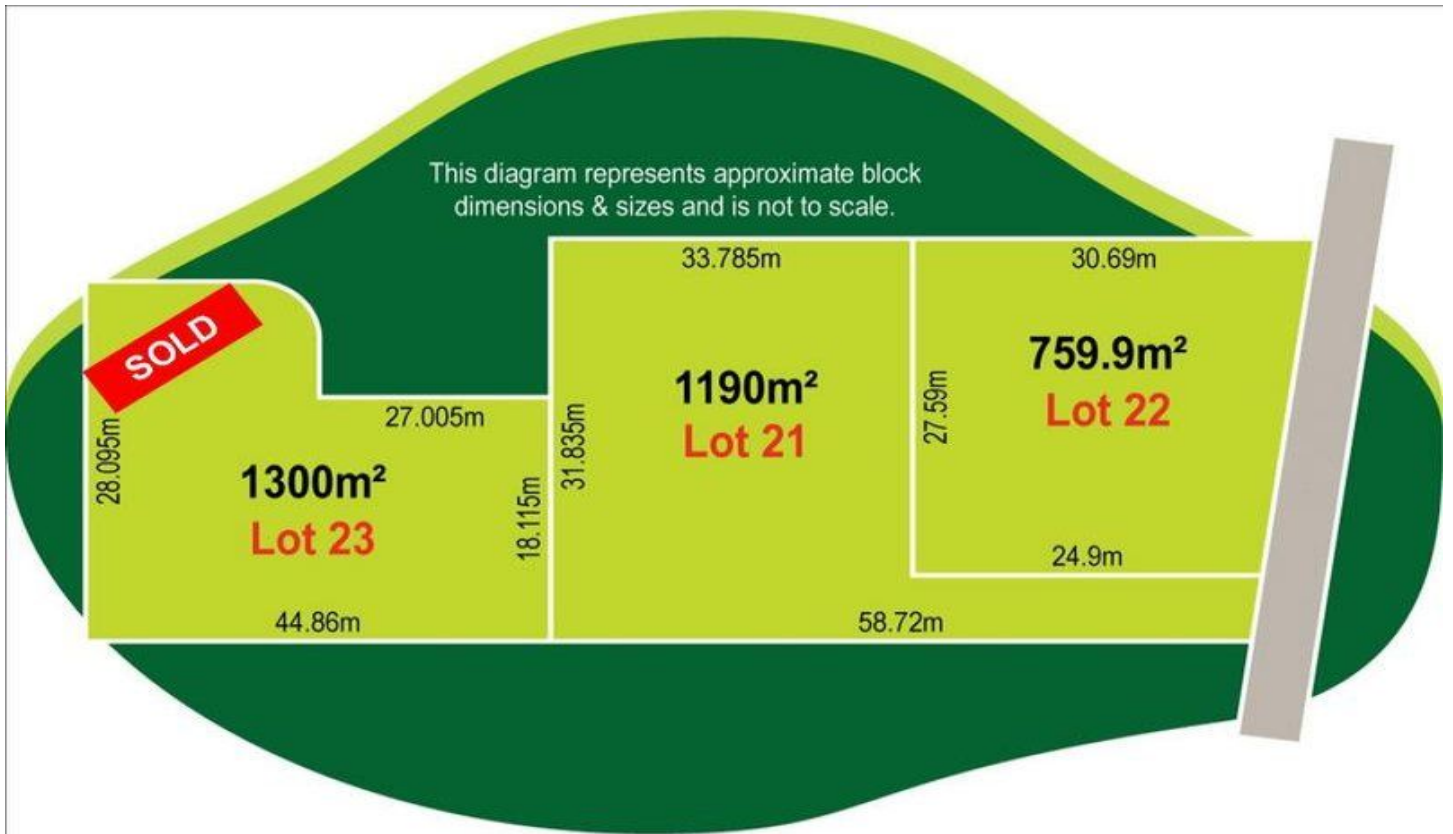 This diagram represents approximate block
dimensions & sizes and is not to scale.
33.785m
30.69m
SOLD
28.095m
27.005m
1300m²
Lot 23
18.115m
44.86m
31.835m
1190m²
Lot 21
58.72m
27.59m
759.9m²
Lot 22
24.9m